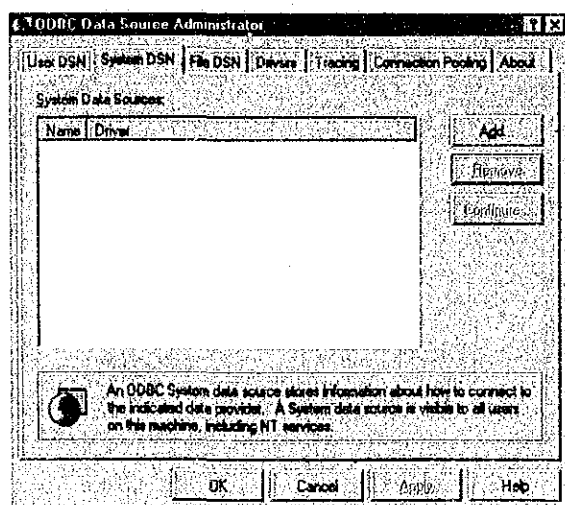 ODBC Data Source Administrator
User DSN System DSN File DSN Drivers Tracing Connection Pooling About
System Data Sources:
Name Driver
Add...
Remove
Configure...
An ODBC System data source stores information about how to connect to
the indicated data provider. A System data source is visible to all users
on this machine, including NT services.
OK Cancel Apply Help